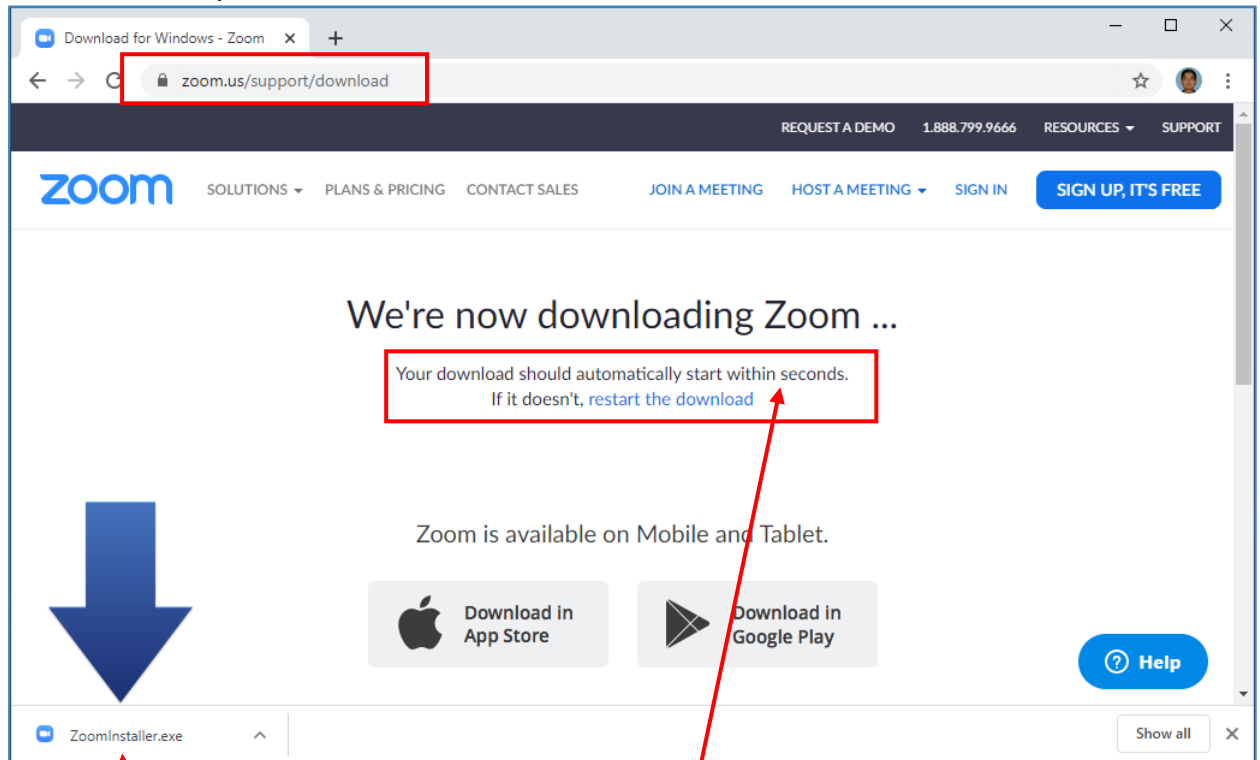 Download for Windows - Zoom
zoom.us/support/download
REQUEST A DEMO 1.888.799.9666 RESOURCES SUPPORT
zoom SOLUTIONS PLANS & PRICING CONTACT SALES JOIN A MEETING HOST A MEETING SIGN IN SIGN UP, IT'S FREE
We're now downloading Zoom ...
Your download should automatically start within seconds.
If it doesn't, restart the download
Zoom is available on Mobile and Tablet.
Download in
App Store
Download in
Google Play
Help
ZoomInstaller.exe
Show all